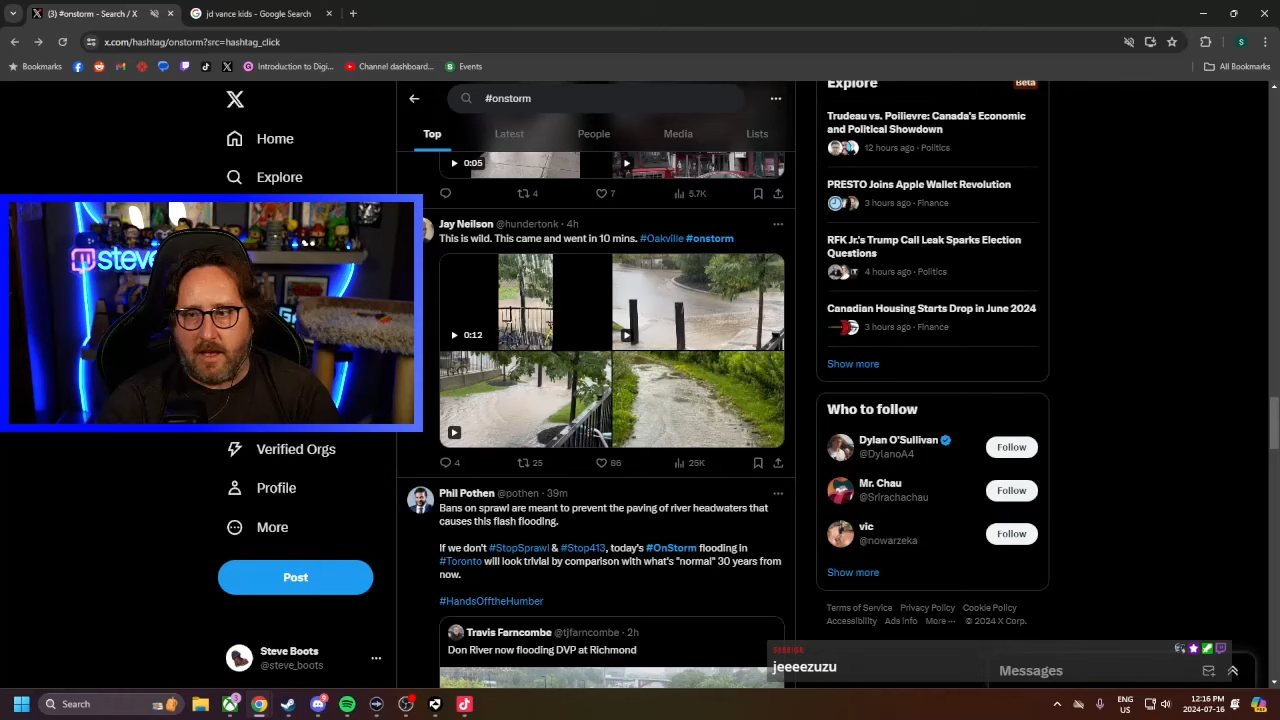 (3) #onstorm - Search / X
jd vance kids - Google Search
x.com/hashtag/onstorm?src=hashtag_click
Bookmarks
Introduction to Digi...
Channel dashboard...
Events
All Bookmarks
Home
Explore
Verified Orgs
Profile
More
Post
Steve Boots
@steve_boots
steve
#onstorm
Top
Latest
People
Media
Lists
0:05
4
7
5.7K
Jay Neilson @hundertonk · 4h
This is wild. This came and went in 10 mins. #Oakville #onstorm
0:12
4
25
86
25K
Phil Pothen @pothen · 39m
Bans on sprawl are meant to prevent the paving of river headwaters that
causes this flash flooding.
If we don't #StopSprawl & #Stop413, today's #OnStorm flooding in
#Toronto will look trivial by comparison with what's "normal" 30 years from
now.
#HandsOfftheHumber
Travis Farncombe @tjfarncombe · 2h
Don River now flooding DVP at Richmond
Explore
Beta
Trudeau vs. Poilievre: Canada's Economic
and Political Showdown
12 hours ago · Politics
PRESTO Joins Apple Wallet Revolution
3 hours ago · Finance
RFK Jr.'s Trump Call Leak Sparks Election
Questions
4 hours ago · Politics
Canadian Housing Starts Drop in June 2024
3 hours ago · Finance
Show more
Who to follow
Dylan O'Sullivan
@DylanoA4
Follow
Mr. Chau
@Srirachachau
Follow
vic
@nowarzeka
Follow
Show more
Terms of Service Privacy Policy Cookie Policy
Accessibility Ads info More ··· © 2024 X Corp.
jeeeezuzu
Messages
Search
ENG
US
12:16 PM
2024-07-16